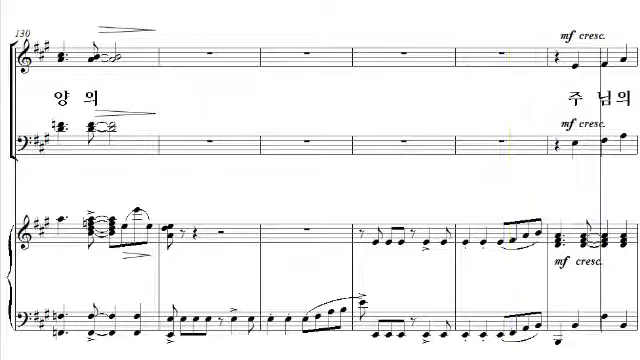 130
mf cresc.
양 의 주 님 의
mf cresc.
mf cresc.